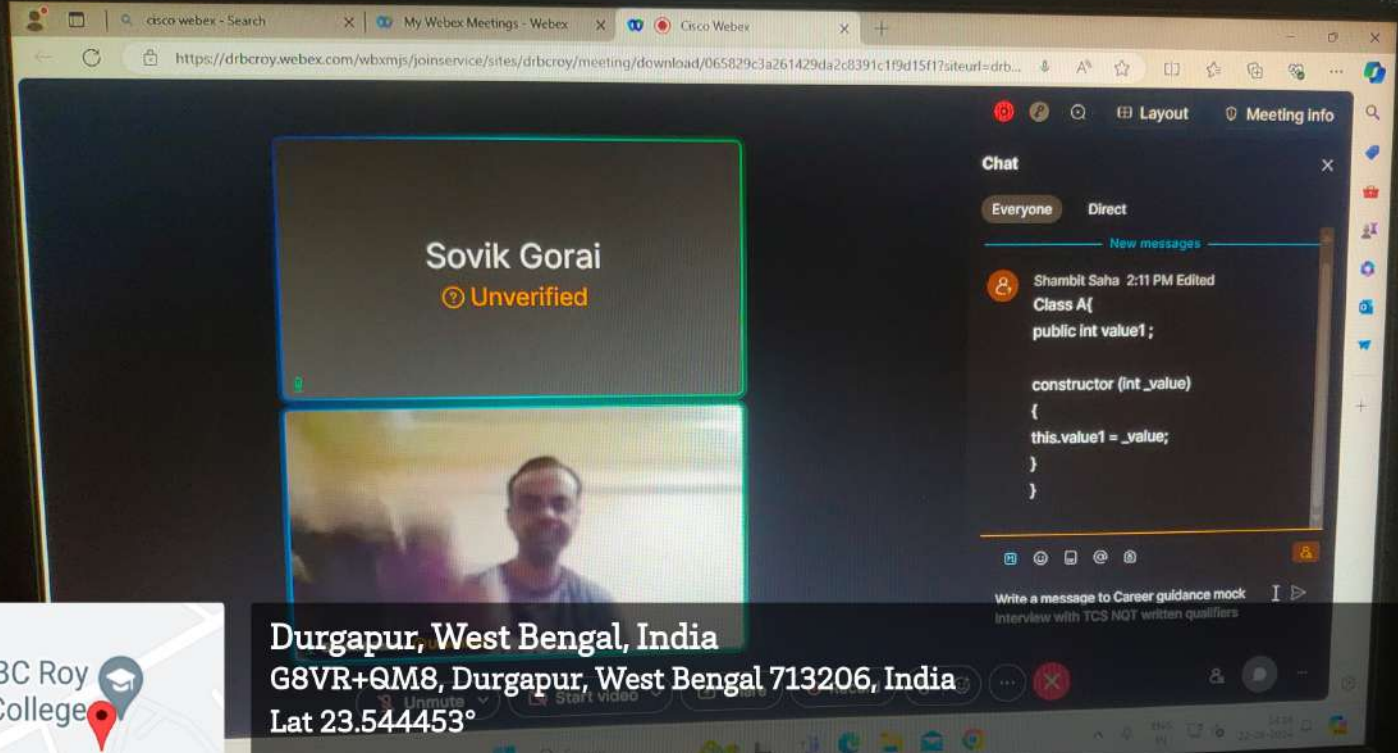 cisco webex - Search
My Webex Meetings - Webex
Cisco Webex
https://drbcroy.webex.com/wbxmjs/joinservice/sites/drbcroy/meeting/download/065829c3a261429da2c8391c1f9d15f1?siteurl=drb...
Layout
Meeting info
Chat
Everyone
Direct
New messages
Sovik Gorai
Unverified
Shambit Saha 2:11 PM Edited
Class A{
public int value1 ;
constructor (int _value)
{
this.value1 = _value;
}
}
Write a message to Career guidance mock
Interview with TCS NQT written qualifiers
Unmute
Start video
BC Roy
College
Durgapur, West Bengal, India
G8VR+QM8, Durgapur, West Bengal 713206, India
Lat 23.544453°